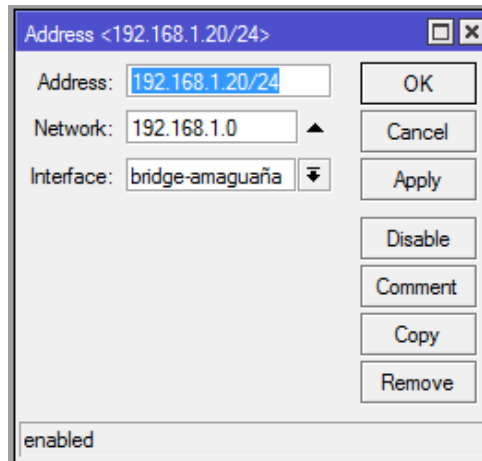 Address <192.168.1.20/24>
Address: 192.168.1.20/24
OK
Network: 192.168.1.0
Cancel
Interface: bridge-amaguaña
Apply
Disable
Comment
Copy
Remove
enabled